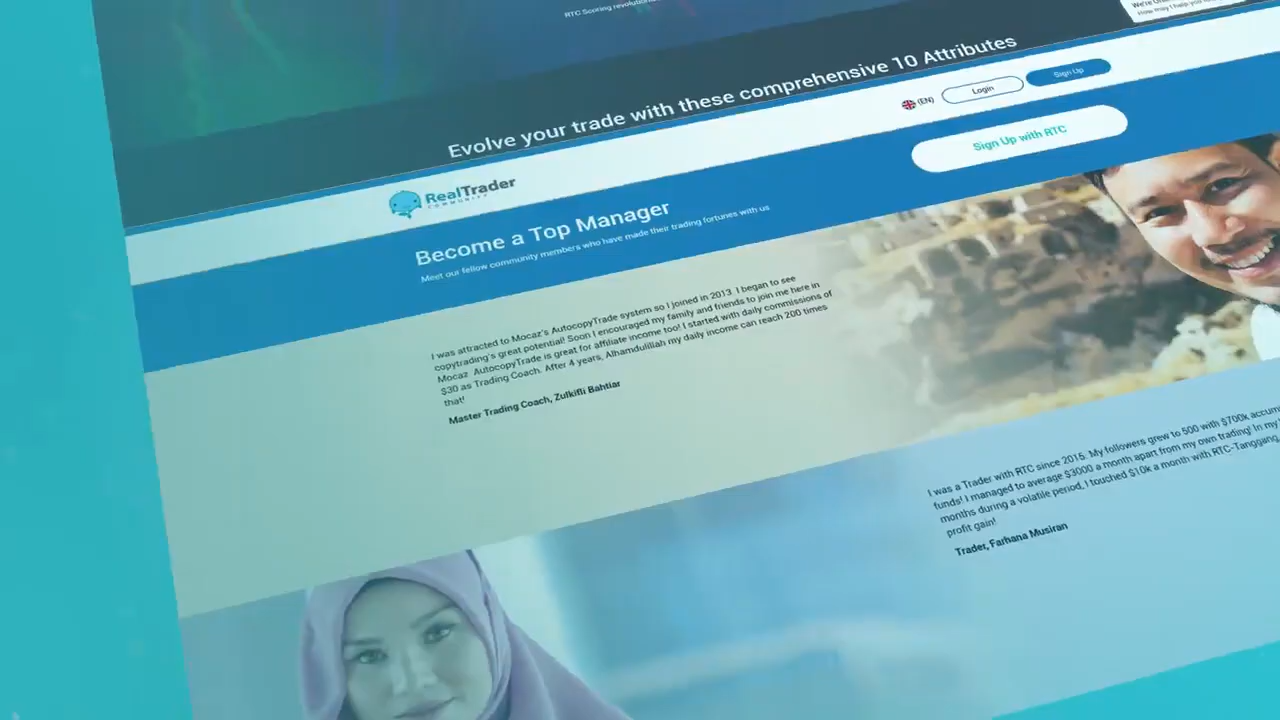 RTC Scoring
We're
How may I help you
Evolve your trade with these comprehensive 10 Attributes
(EN)
Login
Sign Up
RealTrader
COMMUNITY
Sign Up with RTC
Become a Top Manager
Meet our fellow community members who have made their trading fortunes with us
I was attracted to Mocaz's AutocopyTrade system so I joined in 2013. I began to see
copytrading's great potential! Soon I encouraged my family and friends to join me here in
Mocaz. AutocopyTrade is great for affiliate income too! I started with daily commissions of
$30 as Trading Coach. After 4 years, Alhamdulillah my daily income can reach 200 times
that!
Master Trading Coach, Zulkifli Bahtiar
I was a Trader with RTC since 2015. My followers grew to 500 with $700k
funds! I managed to average $3000 a month apart from my own trading! In my
months during a volatile period, I touched $10k a month with RTC-Tanggang,
profit gain!
Trader, Farhana Musiran